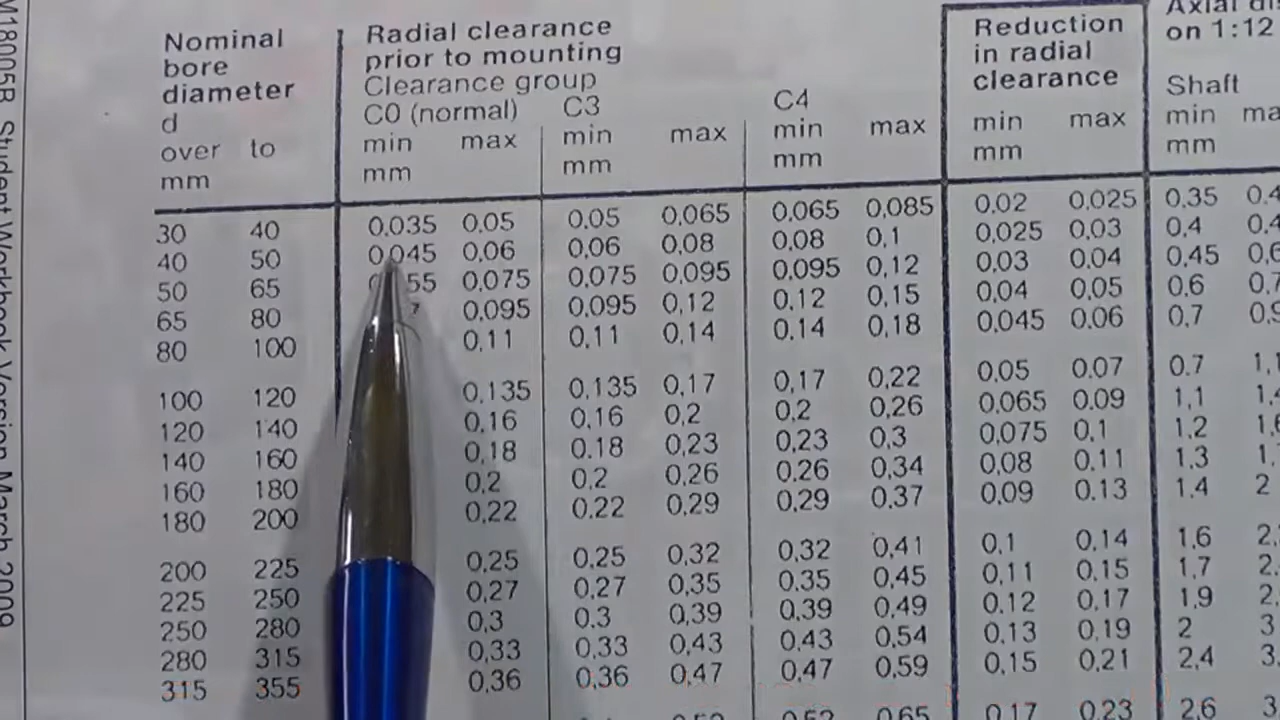 M18005B Student Workbook Version March 2009
Nominal bore diameter d
over to
mm
Radial clearance prior to mounting
Clearance group
C0 (normal) C3 C4
min max min max min max
mm mm mm
Reduction in radial clearance
min max
mm
on 1:12
Shaft
min
mm
30 40 0,035 0,05 0,05 0,065 0,065 0,085 0,02 0,025 0,35
40 50 0,045 0,06 0,06 0,08 0,08 0,1 0,025 0,03 0,4
50 65 0,075 0,075 0,095 0,095 0,12 0,03 0,04 0,45
65 80 0,095 0,095 0,12 0,12 0,15 0,04 0,05 0,6
80 100 0,11 0,11 0,14 0,14 0,18 0,045 0,06 0,7
100 120 0,135 0,135 0,17 0,17 0,22 0,05 0,07 0,7
120 140 0,16 0,16 0,2 0,2 0,26 0,065 0,09 1,1
140 160 0,18 0,18 0,23 0,23 0,3 0,075 0,1 1,2
160 180 0,2 0,2 0,26 0,26 0,34 0,08 0,11 1,3
180 200 0,22 0,22 0,29 0,29 0,37 0,09 0,13 1,4 2
200 225 0,25 0,25 0,32 0,32 0,41 0,1 0,14 1,6
225 250 0,27 0,27 0,35 0,35 0,45 0,11 0,15 1,7
250 280 0,3 0,3 0,39 0,39 0,49 0,12 0,17 1,9
280 315 0,33 0,33 0,43 0,43 0,54 0,13 0,19 2
315 355 0,36 0,36 0,47 0,47 0,59 0,15 0,21 2,4
0,65 0,17 0,23 2,6